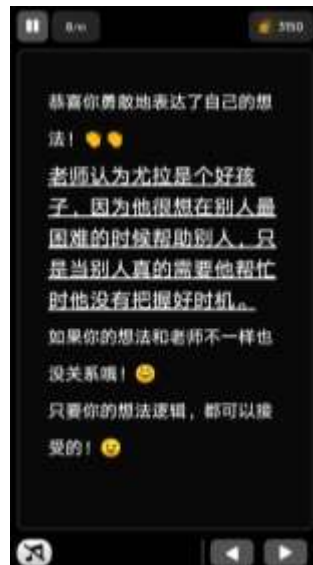 8/11
3150
恭喜你勇敢地表达了自己的想
法！👏👏
老师认为尤拉是个好孩
子，因为他很想在别人最
困难的时候帮助别人，只
是当别人真的需要他帮忙
时他没有把握好时机。
如果你的想法和老师不一样也
没关系哦！😊
只要你的想法逻辑，都可以接
受的！😉